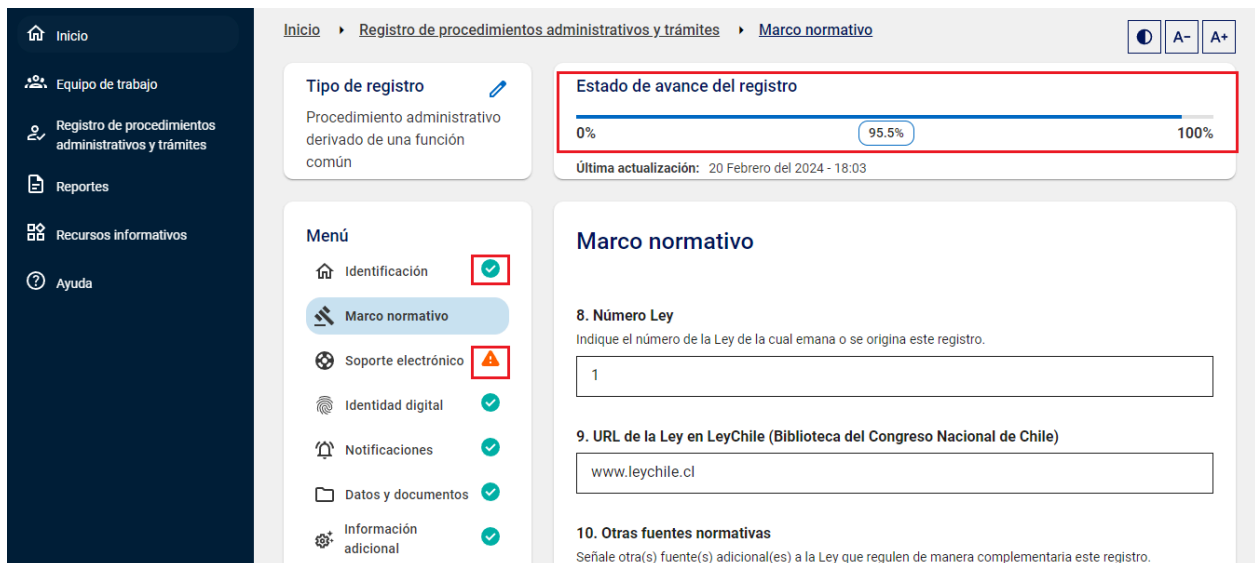 Inicio
Equipo de trabajo
Registro de procedimientos
administrativos y trámites
Reportes
Recursos informativos
Ayuda
Inicio Registro de procedimientos administrativos y trámites Marco normativo
A- A+
Tipo de registro
Procedimiento administrativo
derivado de una función
común
Estado de avance del registro
0% 95.5% 100%
Última actualización: 20 Febrero del 2024 - 18:03
Menú
Identificación
Marco normativo
Soporte electrónico
Identidad digital
Notificaciones
Datos y documentos
Información
adicional
Marco normativo
8. Número Ley
Indique el número de la Ley de la cual emana o se origina este registro.
1
9. URL de la Ley en LeyChile (Biblioteca del Congreso Nacional de Chile)
www.leychile.cl
10. Otras fuentes normativas
Señale otra(s) fuente(s) adicional(es) a la Ley que regulen de manera complementaria este registro.